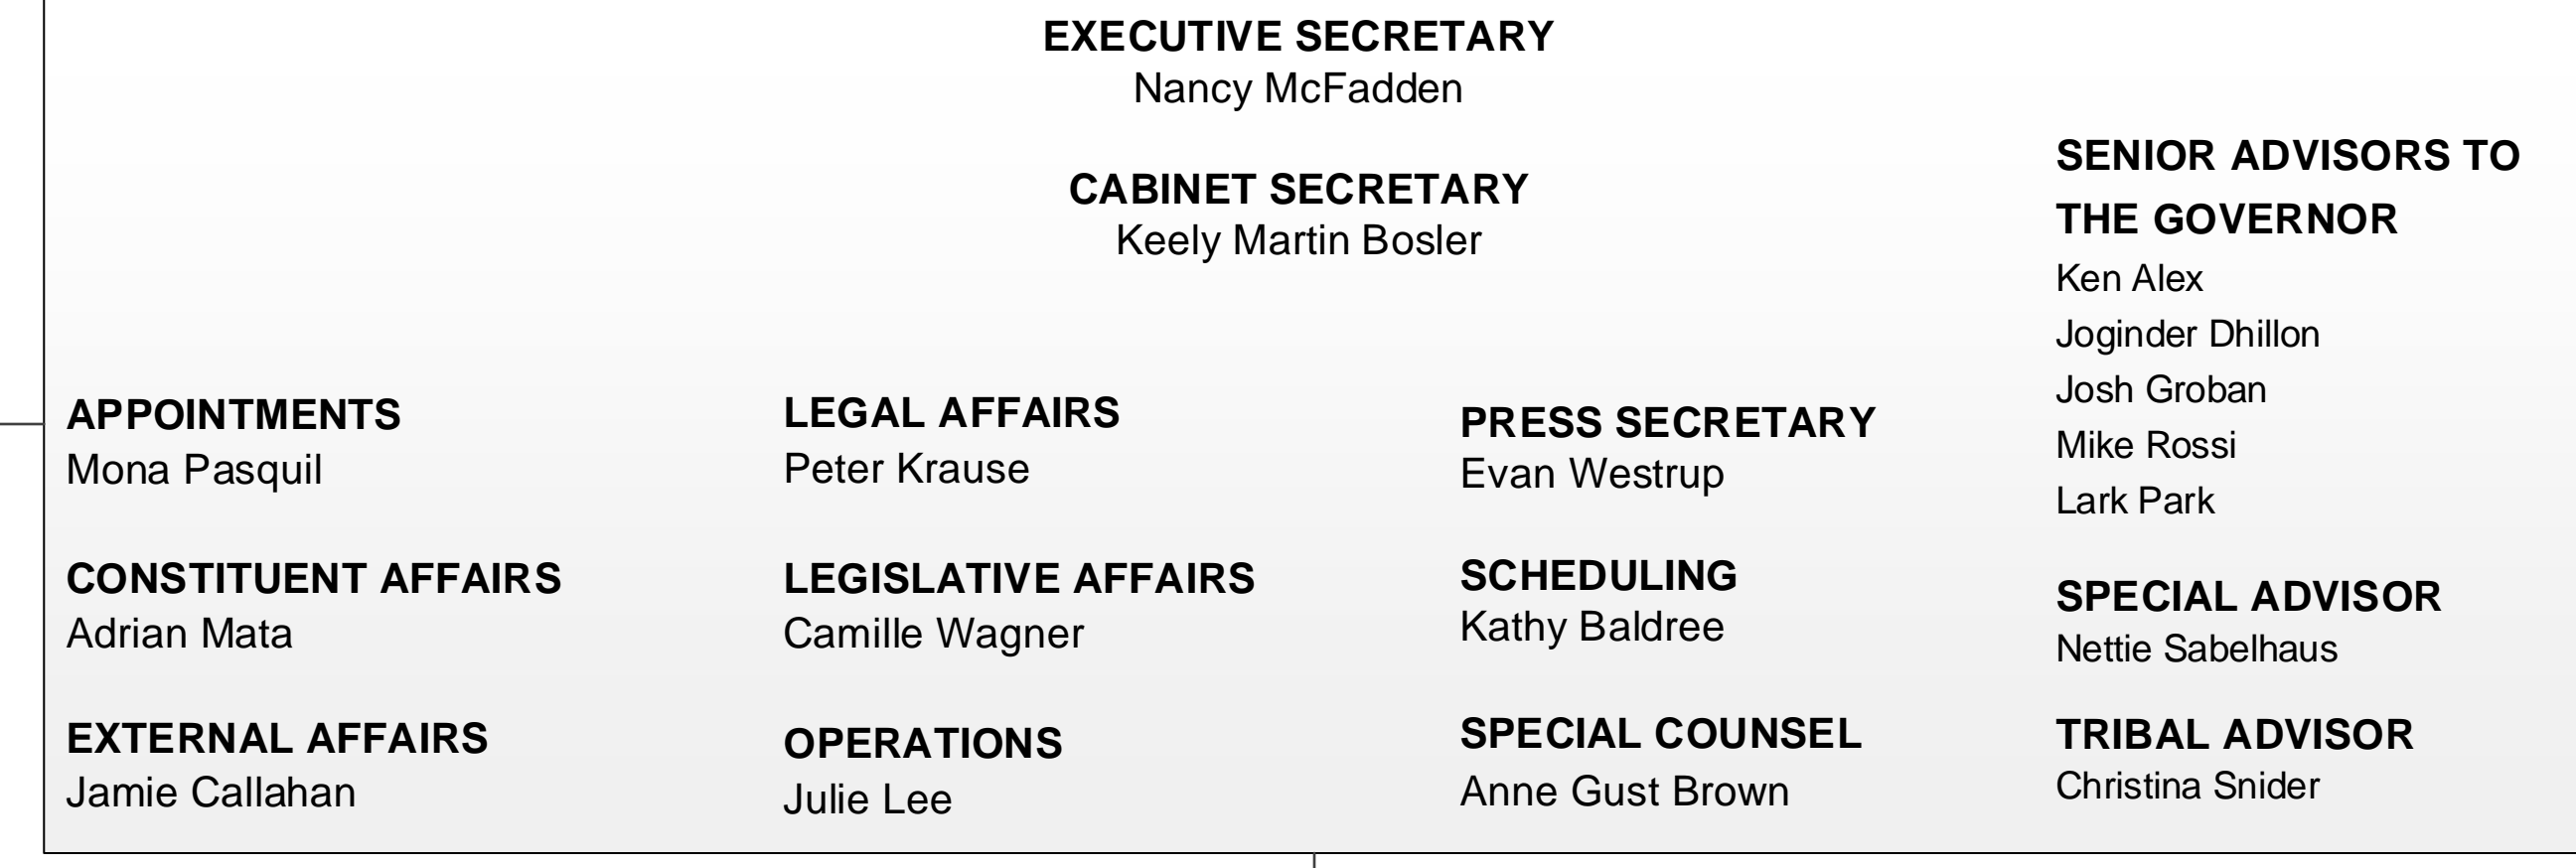 EXECUTIVE SECRETARY
Nancy McFadden
CABINET SECRETARY
Keely Martin Bosler
APPOINTMENTS
Mona Pasquil
CONSTITUENT AFFAIRS
Adrian Mata
EXTERNAL AFFAIRS
Jamie Callahan
LEGAL AFFAIRS
Peter Krause
LEGISLATIVE AFFAIRS
Camille Wagner
OPERATIONS
Julie Lee
PRESS SECRETARY
Evan Westrup
SCHEDULING
Kathy Baldree
SPECIAL COUNSEL
Anne Gust Brown
SENIOR ADVISORS TO
THE GOVERNOR
Ken Alex
Joginder Dhillon
Josh Groban
Mike Rossi
Lark Park
SPECIAL ADVISOR
Nettie Sabelhaus
TRIBAL ADVISOR
Christina Snider